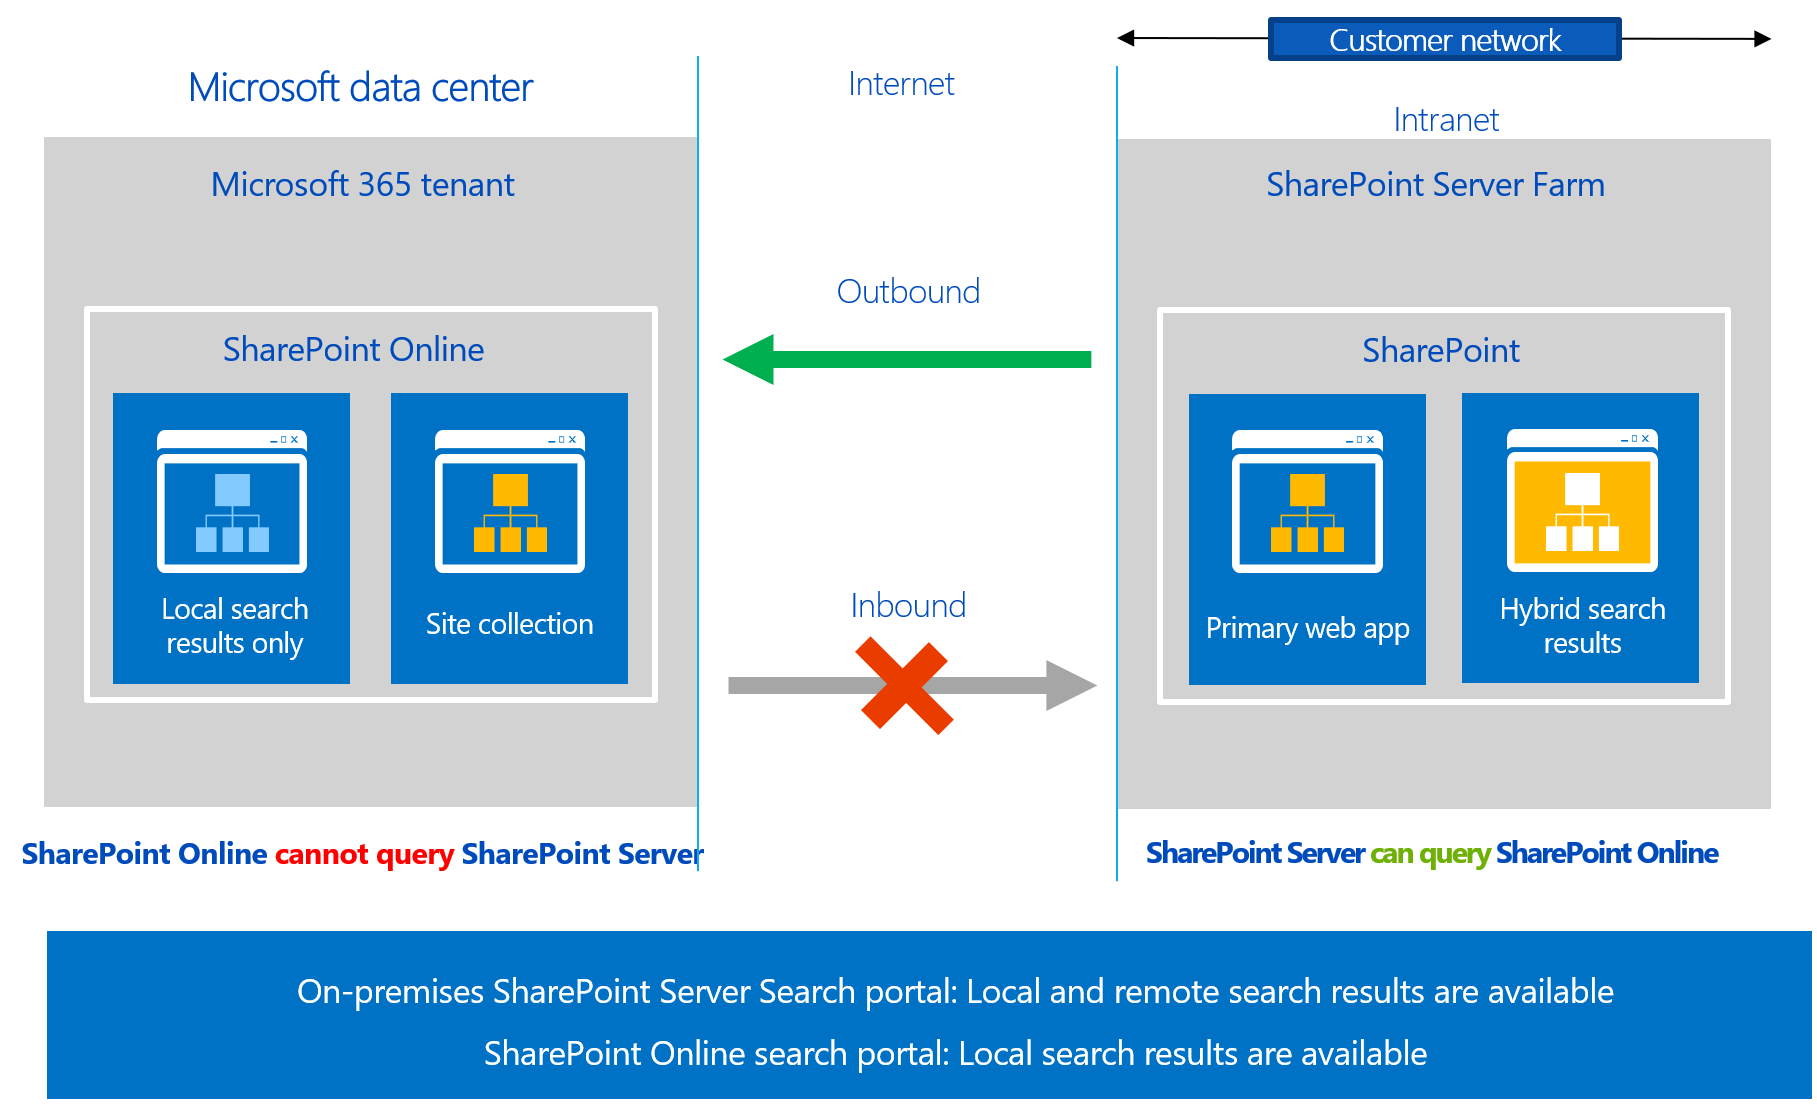 Customer network
Microsoft data center
Internet
Intranet
Microsoft 365 tenant
SharePoint Server Farm
Outbound
SharePoint Online
SharePoint
Local search
results only
Site collection
Inbound
Primary web app
Hybrid search
results
SharePoint Online cannot query SharePoint Server
SharePoint Server can query SharePoint Online
On-premises SharePoint Server Search portal: Local and remote search results are available
SharePoint Online search portal: Local search results are available